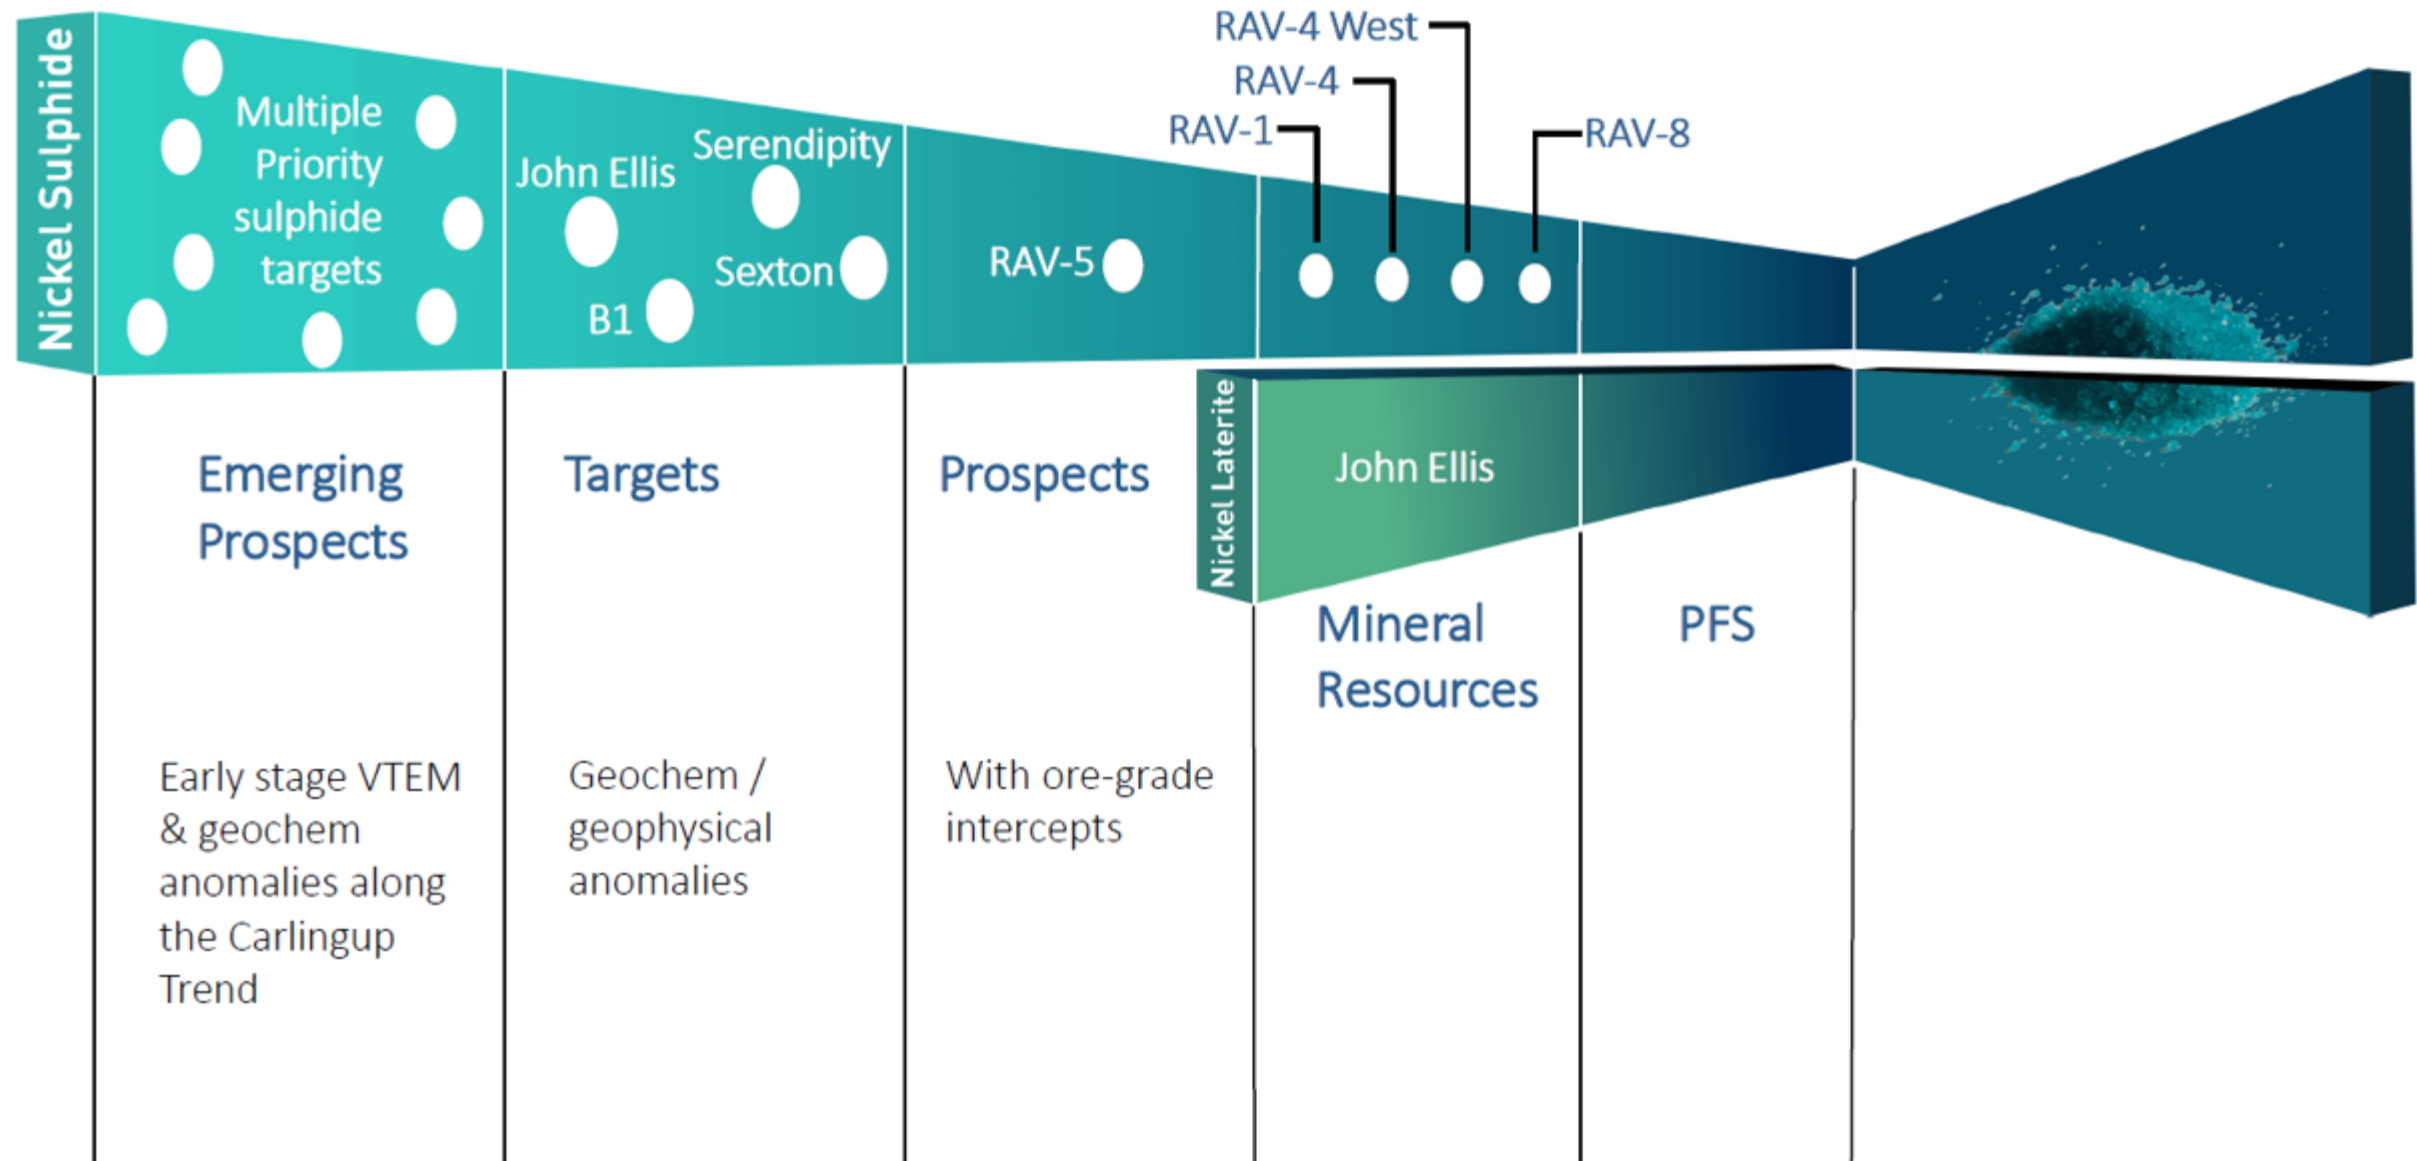 Nickel Sulphide
Multiple
Priority
sulphide
targets
John Ellis
Serendipity
Sexton
B1
RAV-5
RAV-4 West
RAV-4
RAV-1
RAV-8
Nickel Laterite
John Ellis
Emerging
Prospects
Targets
Prospects
Mineral
Resources
PFS
Early stage VTEM
& geochem
anomalies along
the Carlingup
Trend
Geochem /
geophysical
anomalies
With ore-grade
intercepts